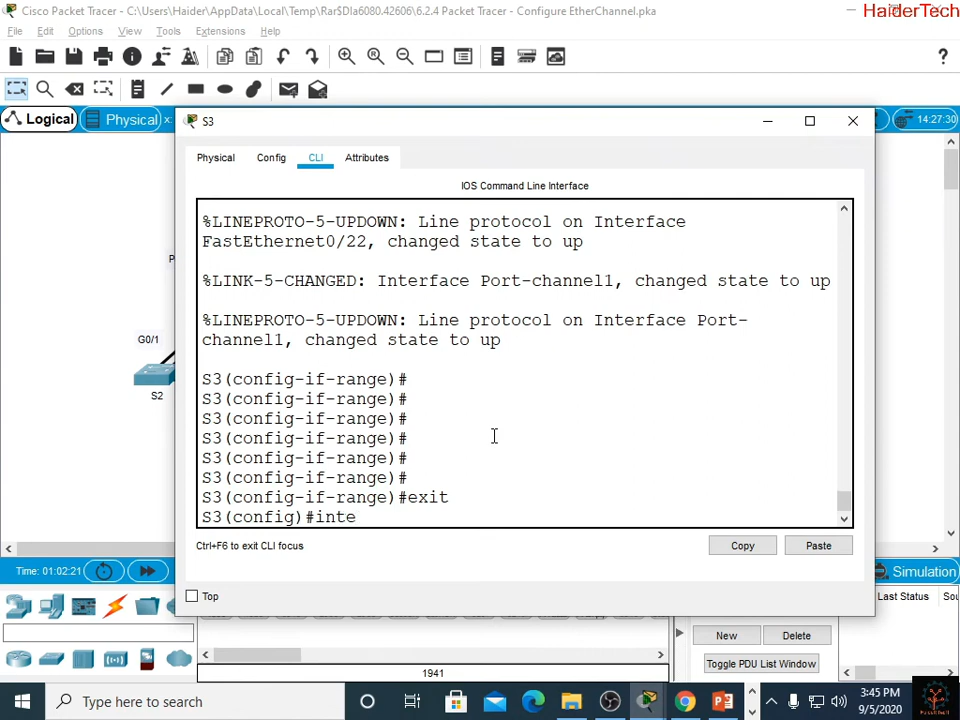 Cisco Packet Tracer - C:\Users\Haider\AppData\Local\Temp\Rar$DIa6080.42606\6.2.4 Packet Tracer - Configure EtherChannel.pka
HaiderTech
File Edit Options View Tools Extensions Help
?
Logical
Physical
x:
14:27:30
S3
Physical Config CLI Attributes
IOS Command Line Interface
%LINEPROTO-5-UPDOWN: Line protocol on Interface
FastEthernet0/22, changed state to up
%LINK-5-CHANGED: Interface Port-channel1, changed state to up
%LINEPROTO-5-UPDOWN: Line protocol on Interface Port-
channel1, changed state to up
S3(config-if-range)#
S3(config-if-range)#
S3(config-if-range)#
S3(config-if-range)#
S3(config-if-range)#
S3(config-if-range)#
S3(config-if-range)#exit
S3(config)#inte
P
G0/1
S2
Ctrl+F6 to exit CLI focus
Copy
Paste
Top
Time: 01:02:21
Simulation
Last Status
Sou
New
Delete
Toggle PDU List Window
1941
Type here to search
3:45 PM
9/5/2020